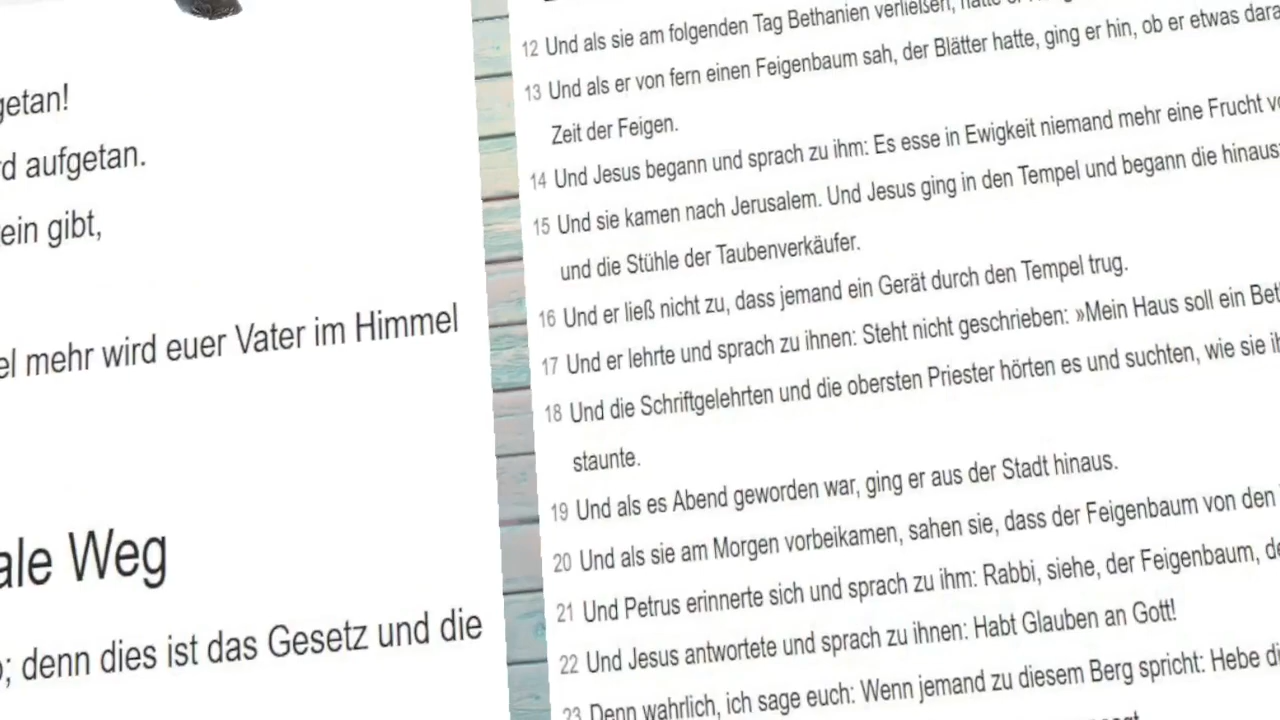 getan!
aufgetan.
ein gibt,
mehr wird euer Vater im Himmel
Weg
denn dies ist das Gesetz und die
12 Und als sie am folgenden Tag Bethanien verließen,
13 Und als er von fern einen Feigenbaum sah, der Blätter hatte, ging er hin, ob er etwas
Zeit der Feigen.
14 Und Jesus begann und sprach zu ihm: Es esse in Ewigkeit niemand mehr eine Frucht
15 Und sie kamen nach Jerusalem. Und Jesus ging in den Tempel und begann die
und die Stühle der Taubenverkäufer.
16 Und er ließ nicht zu, dass jemand ein Gerät durch den Tempel trug.
17 Und er lehrte und sprach zu ihnen: Steht nicht geschrieben: »Mein Haus soll ein
18 Und die Schriftgelehrten und die obersten Priester hörten es und suchten, wie sie
staunte.
19 Und als es Abend geworden war, ging er aus der Stadt hinaus.
20 Und als sie am Morgen vorbeikamen, sahen sie, dass der Feigenbaum von den
21 Und Petrus erinnerte sich und sprach zu ihm: Rabbi, siehe, der Feigenbaum,
22 Und Jesus antwortete und sprach zu ihnen: Habt Glauben an Gott!
23 Denn wahrlich, ich sage euch: Wenn jemand zu diesem Berg spricht: Hebe